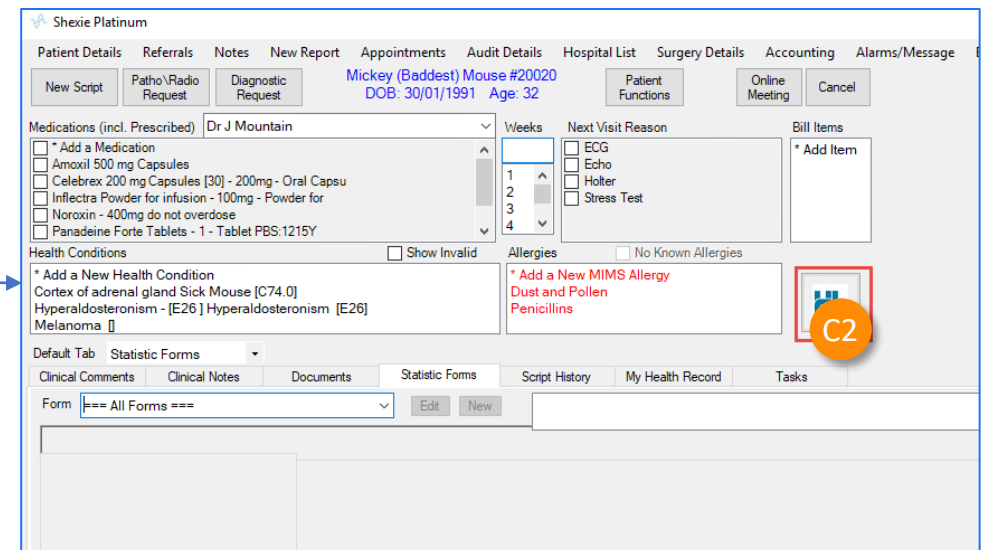 Shexie Platinum
Patient Details Referrals Notes New Report Appointments Audit Details Hospital List Surgery Details Accounting Alarms/Message
New Script Patho\Radio Request Diagnostic Request Mickey (Baddest) Mouse #20020 Patient Functions Online Meeting Cancel
DOB: 30/01/1991 Age: 32
Medications (incl. Prescribed) Dr J Mountain Weeks Next Visit Reason Bill Items
* Add a Medication
Amoxil 500 mg Capsules
Celebrex 200 mg Capsules [30] - 200mg - Oral Capsu
Inflectra Powder for infusion - 100mg - Powder for
Noroxin - 400mg do not overdose
Panadeine Forte Tablets - 1 - Tablet PBS:1215Y
1
2
3
4
ECG
Echo
Holter
Stress Test
* Add Item
Health Conditions Show Invalid Allergies No Known Allergies
* Add a New Health Condition
Cortex of adrenal gland Sick Mouse [C74.0]
Hyperaldosteronism - [E26 ] Hyperaldosteronism [E26]
Melanoma []
* Add a New MIMS Allergy
Dust and Pollen
Penicillins
C2
Default Tab Statistic Forms
Clinical Comments Clinical Notes Documents Statistic Forms Script History My Health Record Tasks
Form === All Forms === Edit New